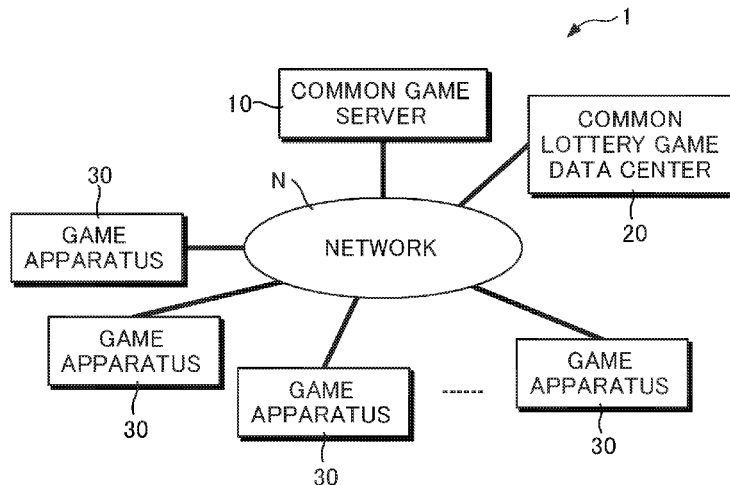 1
10
COMMON GAME
SERVER
COMMON
LOTTERY GAME
DATA CENTER
20
N
NETWORK
30
GAME
APPARATUS
GAME
APPARATUS
30
GAME
APPARATUS
30
GAME
APPARATUS
30